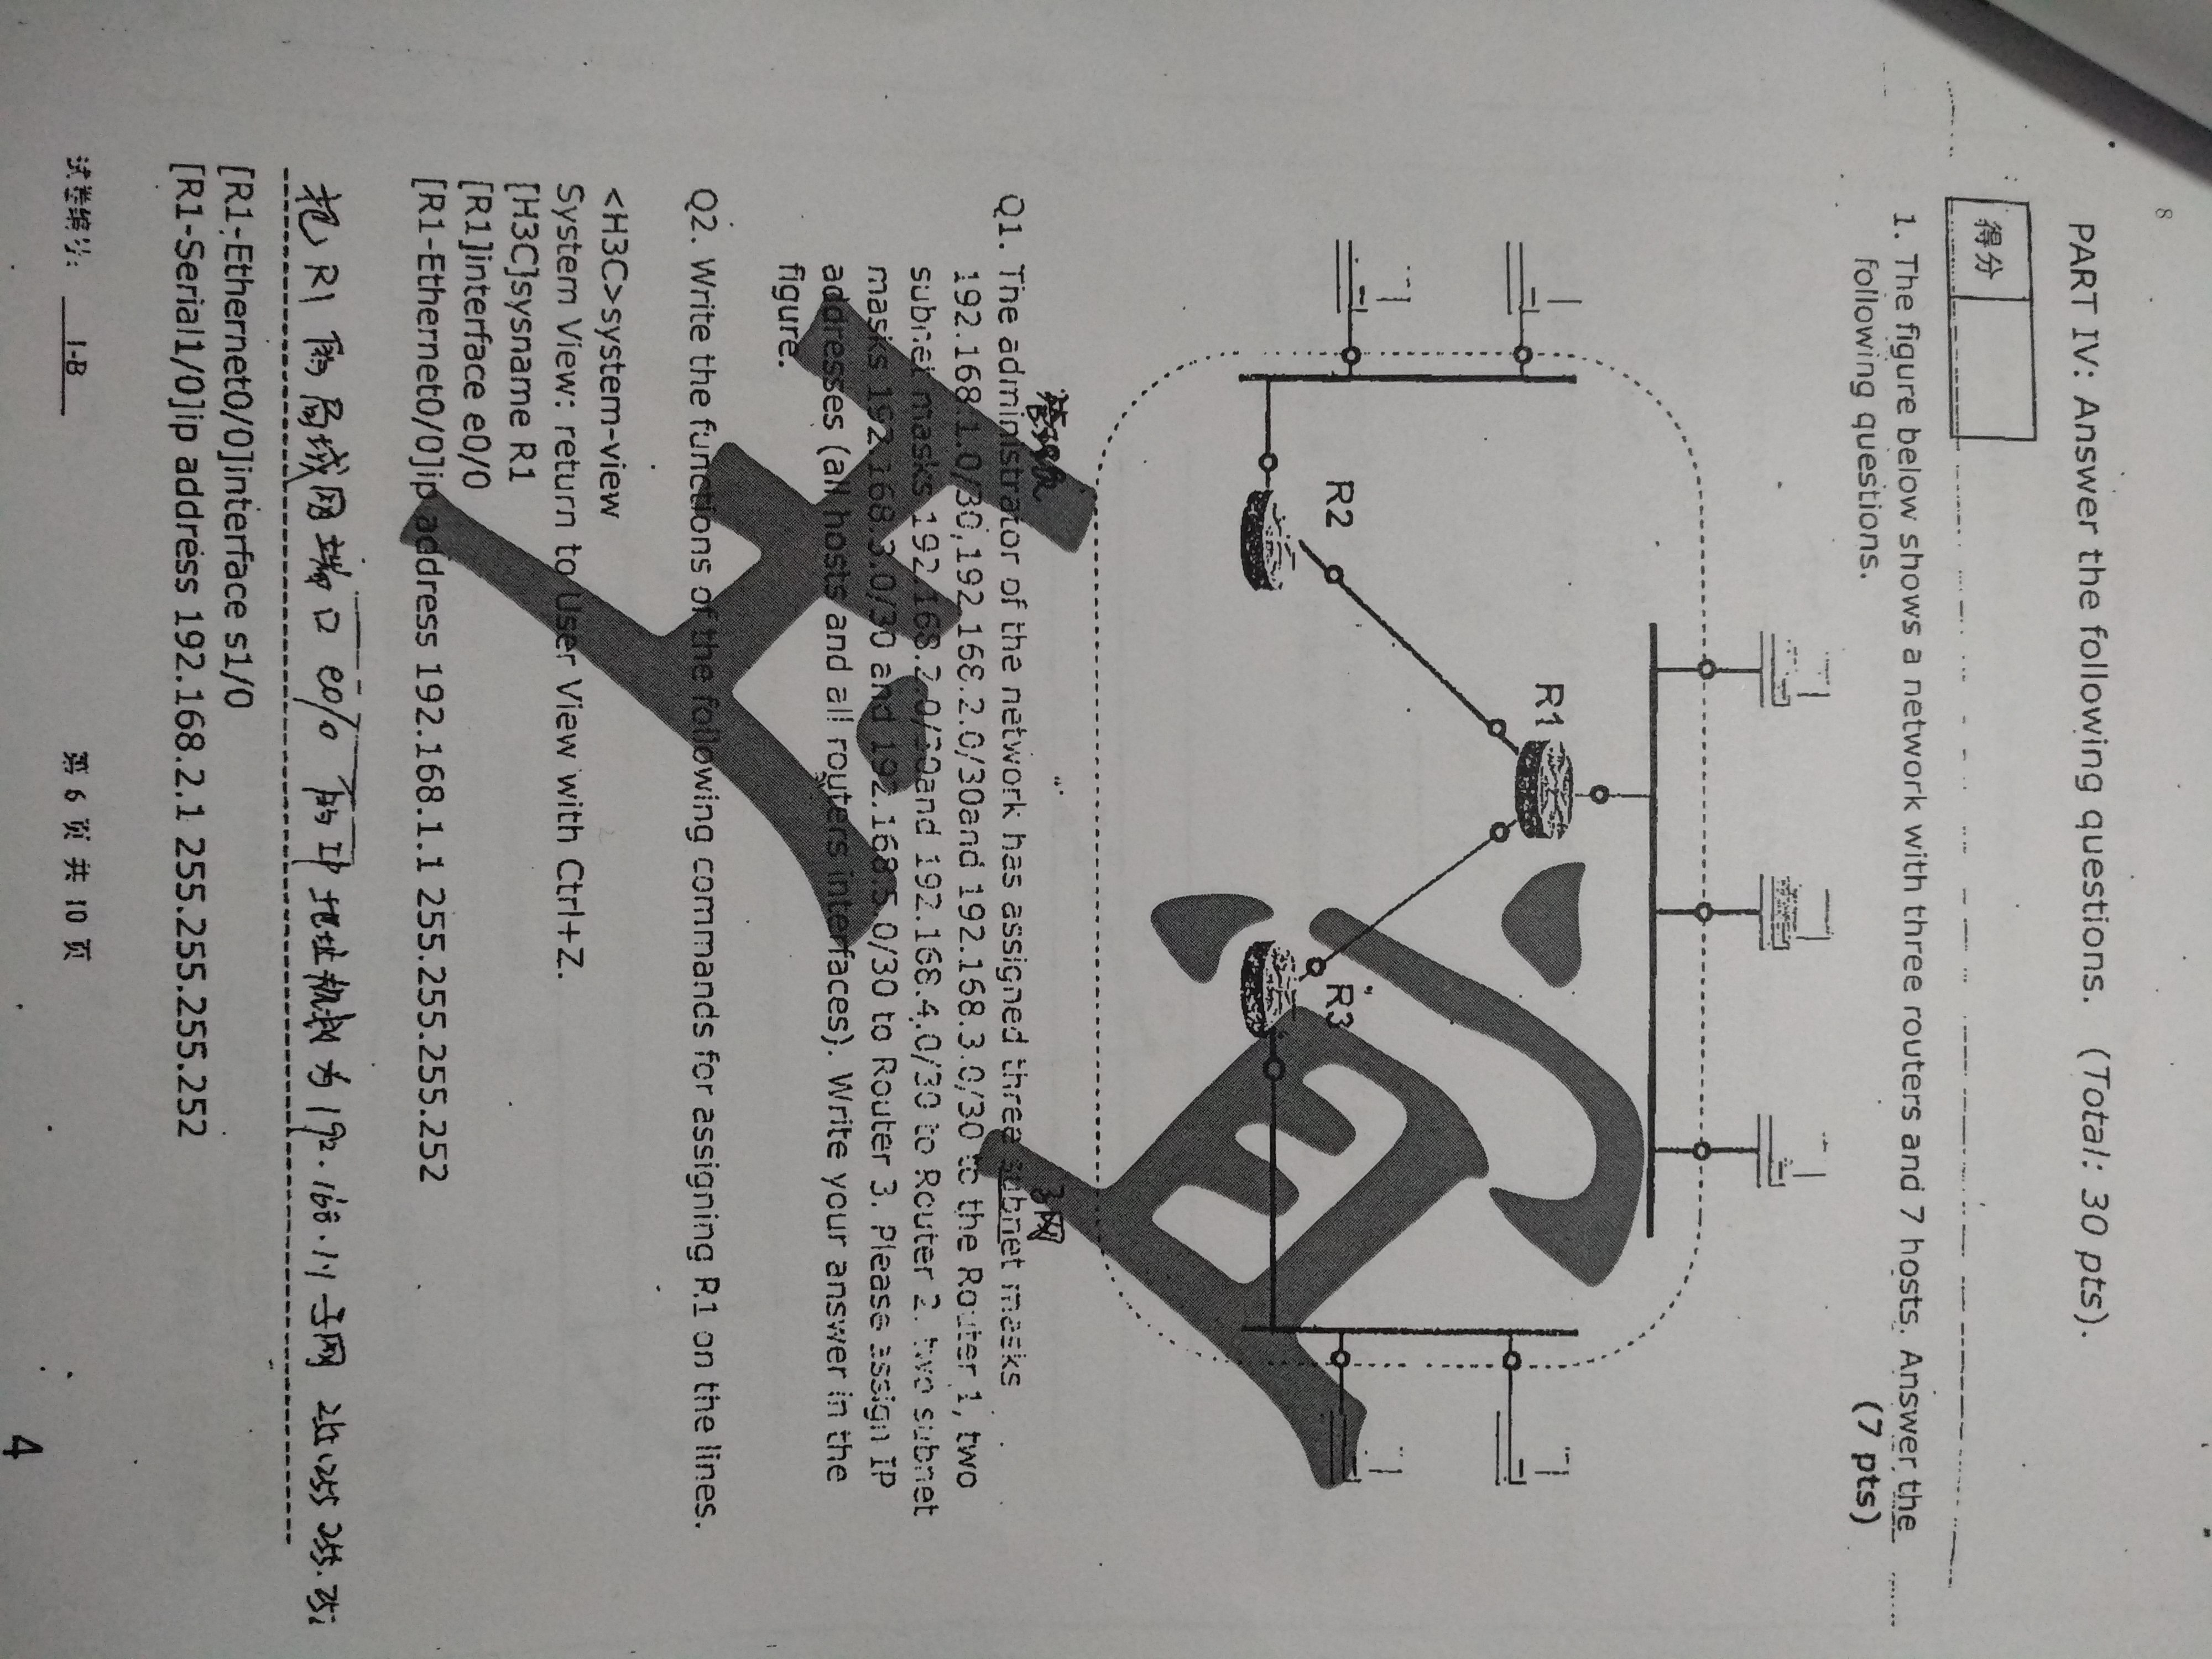 8
PART IV: Answer the following questions. (Total: 30 pts).
得分
1. The figure below shows a network with three routers and 7 hosts. Answer the
following questions. (7 pts)
R1
R2
R3
子网
Q1. The administrator of the network has assigned three subnet masks
192.168.1.0/30,192.168.2.0/30and 192.168.3.0/30 to the Router 1, two
subnet masks 192.168.2.0/30and 192.168.4.0/30 to Router 2. two subnet
masks 192.168.3.0/30 and 192.168.5.0/30 to Router 3. Please assign IP
addresses (all hosts and all routers interfaces). Write your answer in the
figure.
Q2. Write the functions of the following commands for assigning R1 on the lines.
<H3C>system-view
System View: return to User View with Ctrl+Z.
[H3C]sysname R1
[R1]interface e0/0
[R1-Ethernet0/0]ip address 192.168.1.1 255.255.255.252
把 R1 的局域网端口 e0/0 的 IP 地址 为 192.168.1.1 子网 255.255 255.25
[R1-Ethernet0/0]interface s1/0
[R1-Serial1/0]ip address 192.168.2.1 255.255.255.252
试卷编号: I-B 第 6 页 共 10 页
4